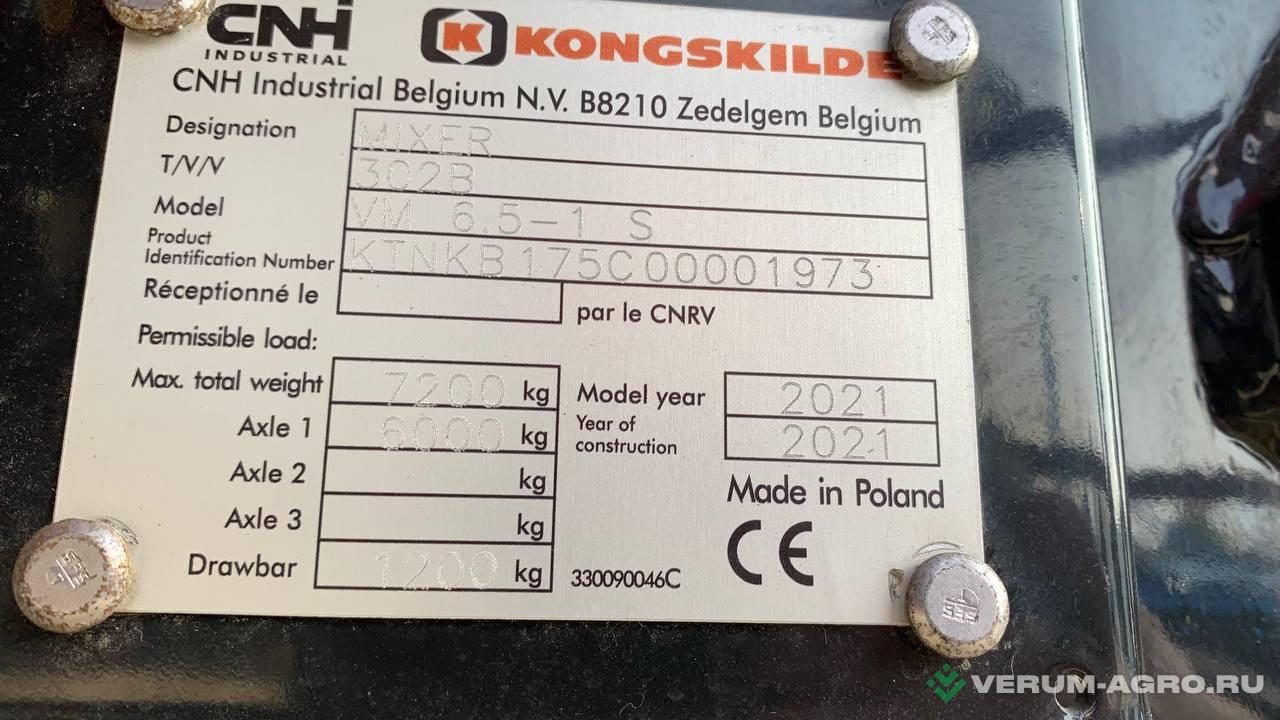 CNH
INDUSTRIAL
K KONGSKILDE
CNH Industrial Belgium N.V. B8210 Zedelgem Belgium
Designation MIXER
T/V/V 302B
Model VM 6.5-1 S
Product
Identification Number KTNKB175C00001973
Réceptionné le par le CNRV
Permissible load:
Max. total weight 7200 kg Model year 2021
Axle 1 6000 kg Year of construction 2021
Axle 2 kg
Axle 3 kg
Made in Poland
Drawbar 1200 kg 330090046C
CE
VERUM-AGRO.RU